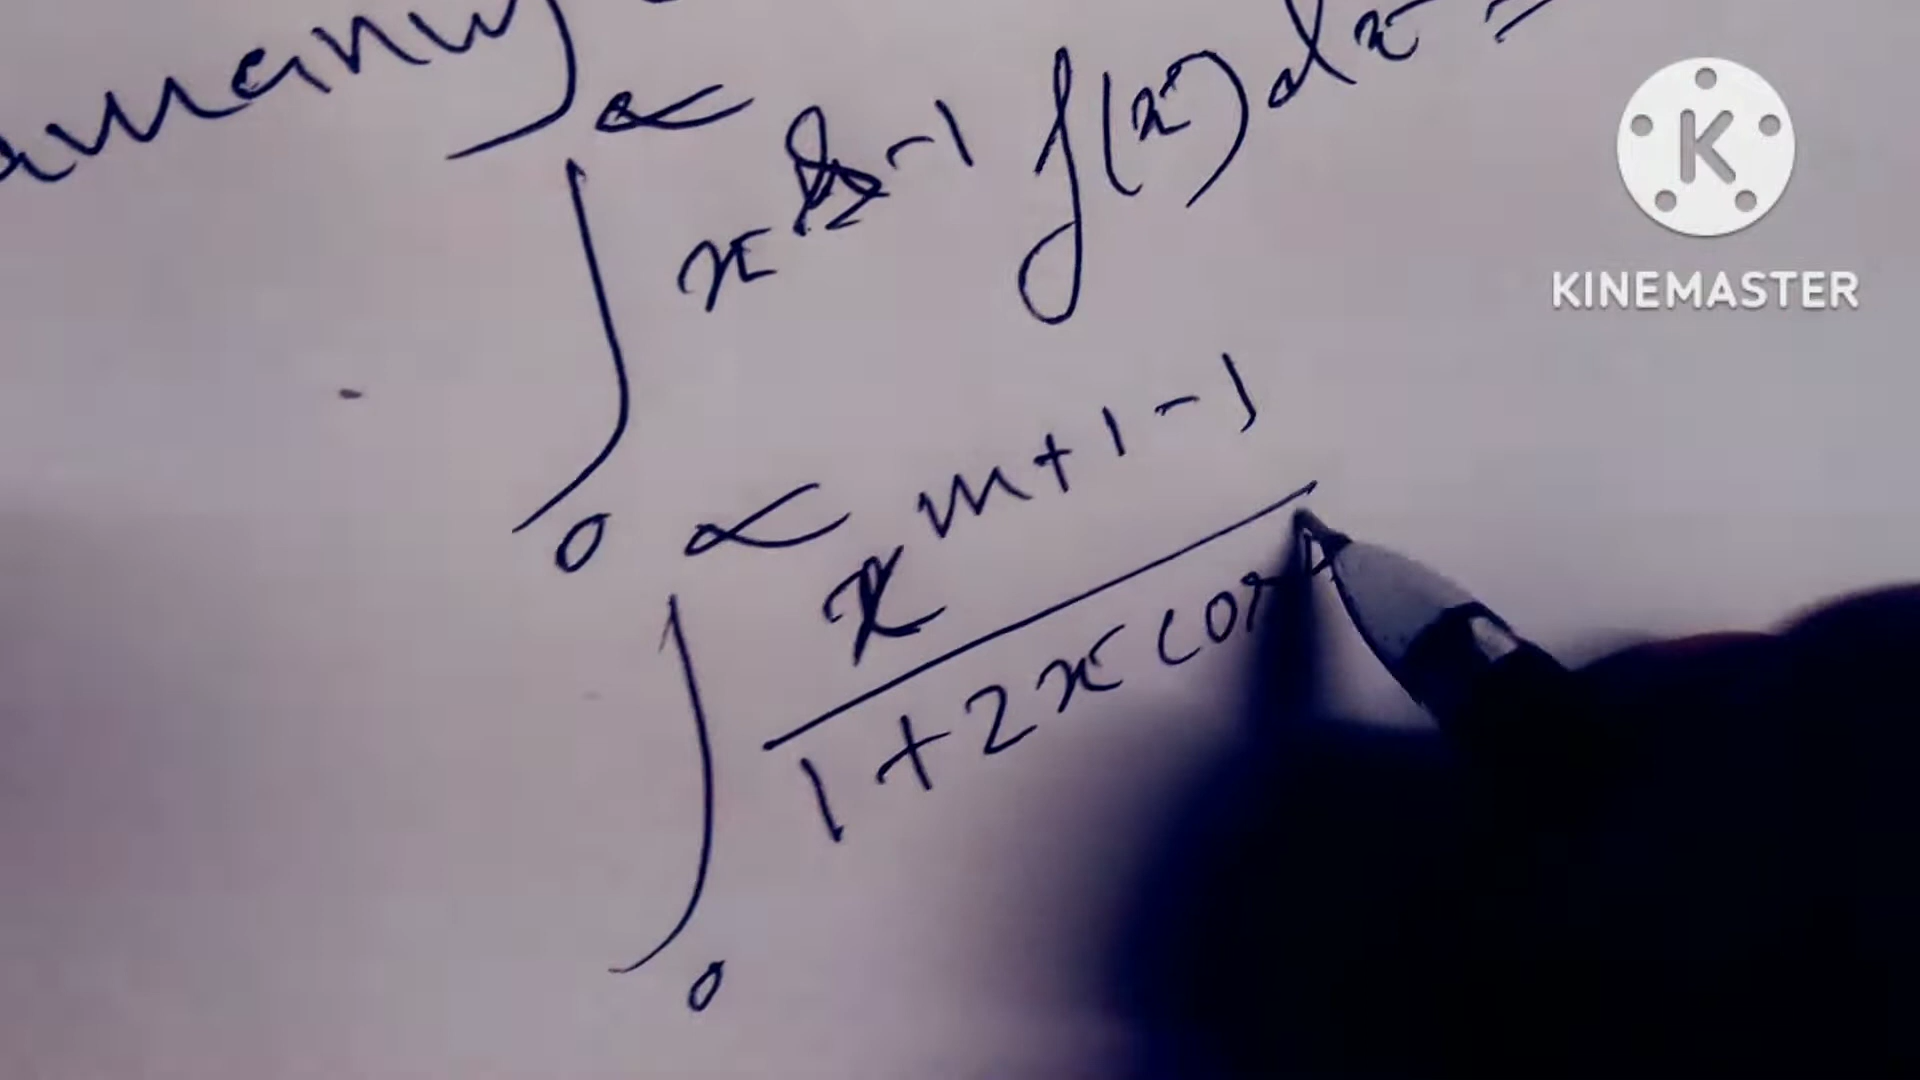 ∫₀^∝ x^{s-1} f(x) dx =
∫₀^∝ x^{m+1-1} / 1+2x cos
KINEMASTER